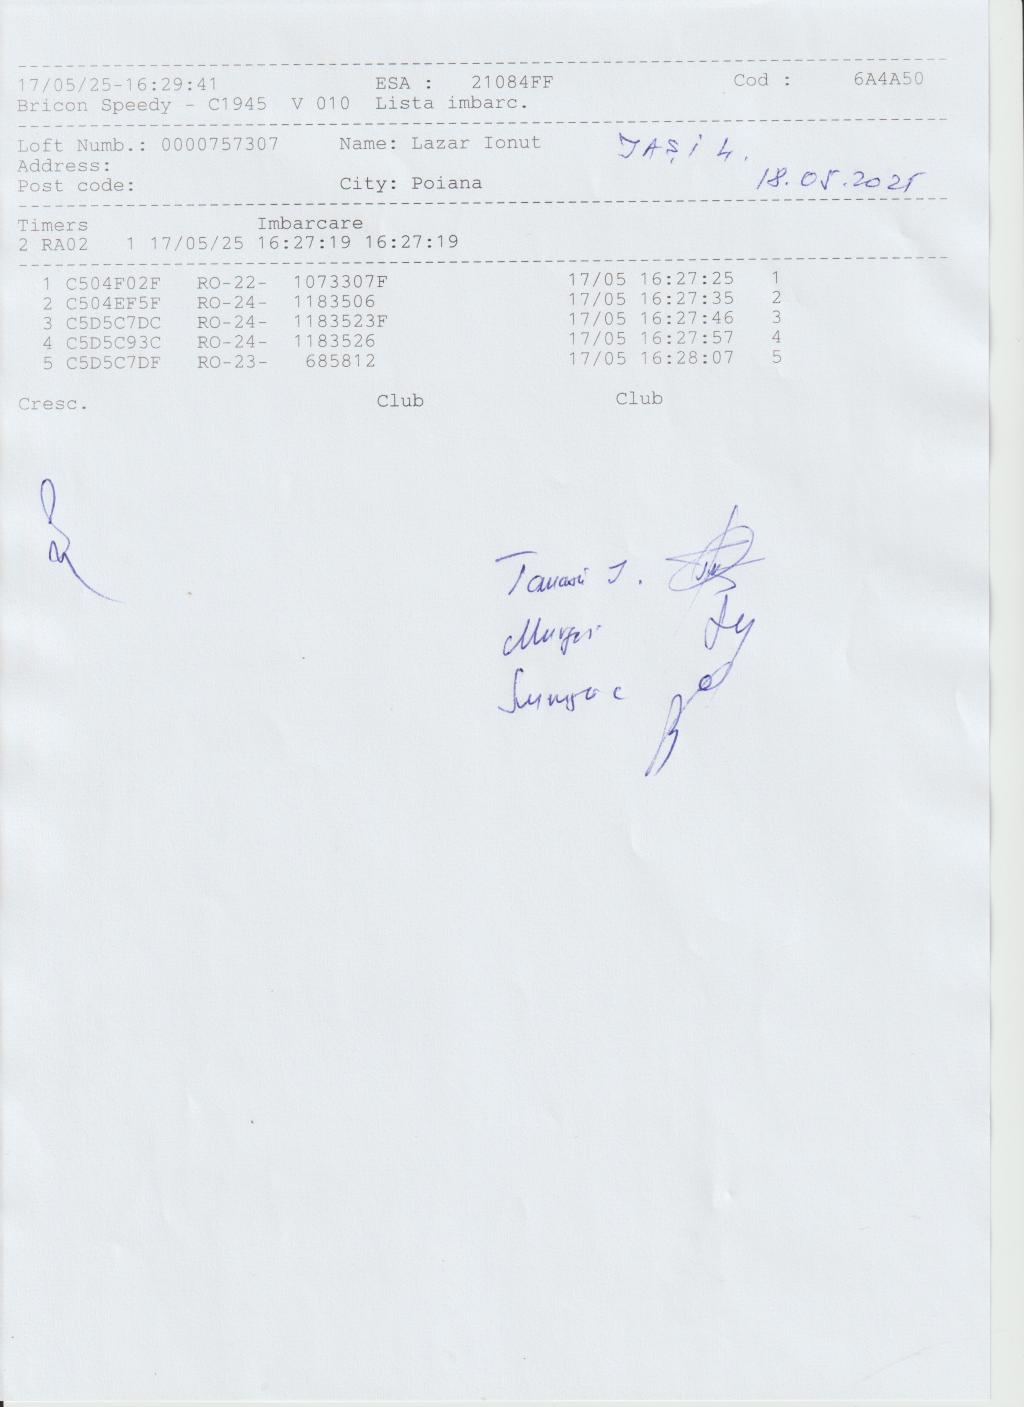 17/05/25-16:29:41 ESA : 21084FF Cod : 6A4A50
Bricon Speedy - C1945 V 010 Lista imbarc.
Loft Numb.: 0000757307 Name: Lazar Ionut IAȘI 4.
Address:
Post code: City: Poiana 18.05.2025
Timers Imbarcare
2 RA02 1 17/05/25 16:27:19 16:27:19
1 C504F02F RO-22- 1073307F 17/05 16:27:25 1
2 C504EF5F RO-24- 1183506 17/05 16:27:35 2
3 C5D5C7DC RO-24- 1183523F 17/05 16:27:46 3
4 C5D5C93C RO-24- 1183526 17/05 16:27:57 4
5 C5D5C7DF RO-23- 685812 17/05 16:28:07 5
Cresc. Club Club